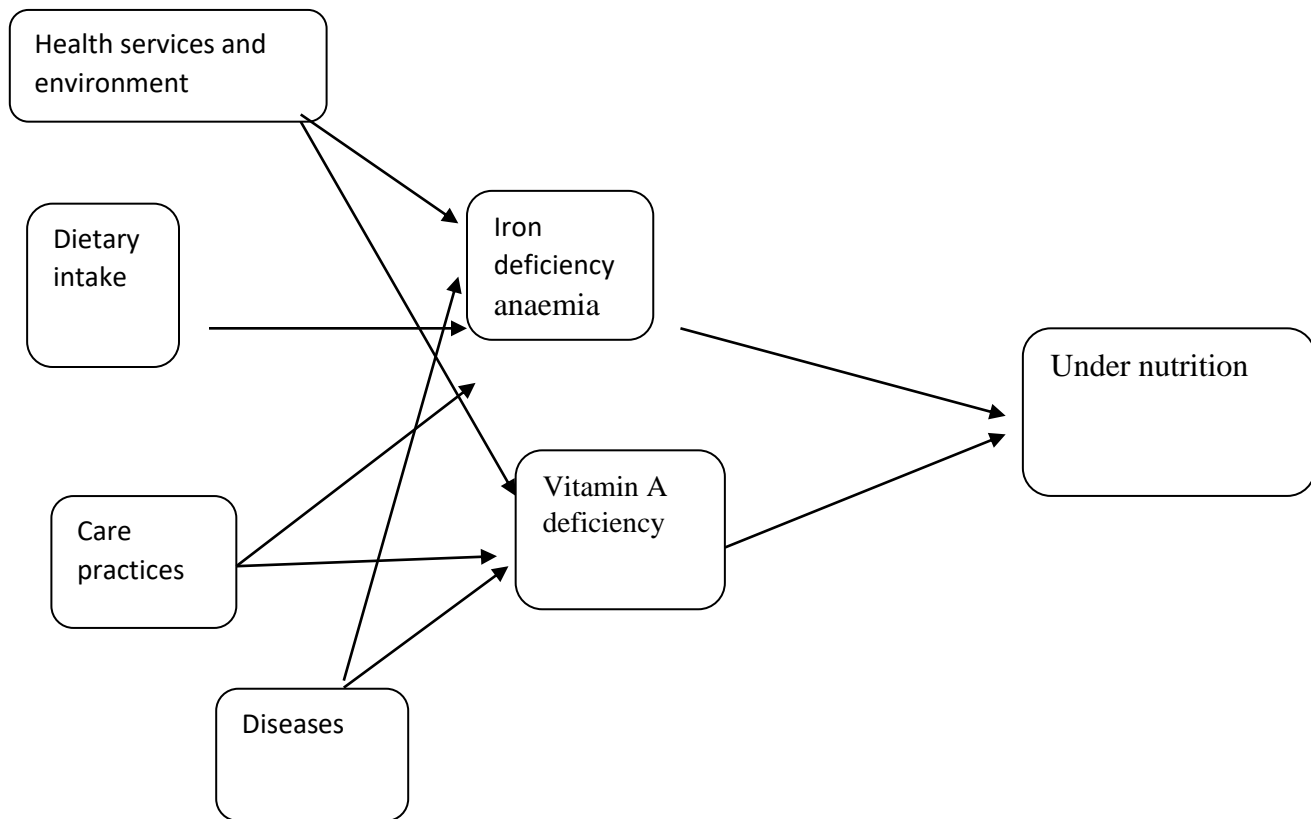 Health services and
environment
Dietary
intake
Iron
deficiency
anaemia
Under nutrition
Vitamin A
deficiency
Care
practices
Diseases